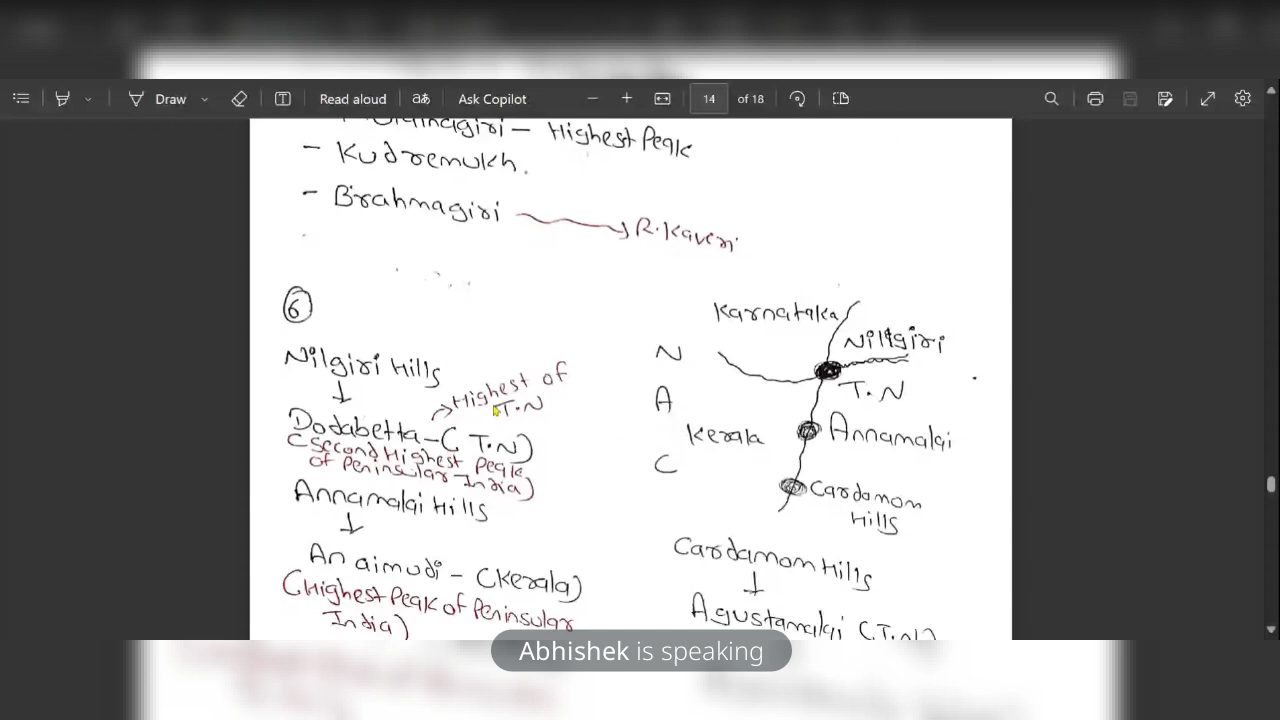 Draw
Read aloud
aあ
Ask Copilot
14
of 18
Highest Peak
- Kudremukh.
- Brahmagiri
R.Kaveri
6
Nilgiri Hills
Highest of
T.N
Dodabetta - (T.N)
(Second Highest Peak
of Peninsular India)
Annamalai Hills
Anaimudi - (Kerala)
(Highest Peak of Peninsular
India)
Karnataka
Nilgiri
N
T.N
A
Kerala
Annamalai
C
Cardamom
Hills
Cardamom Hills
Agustamalai (T.N)
Abhishek is speaking